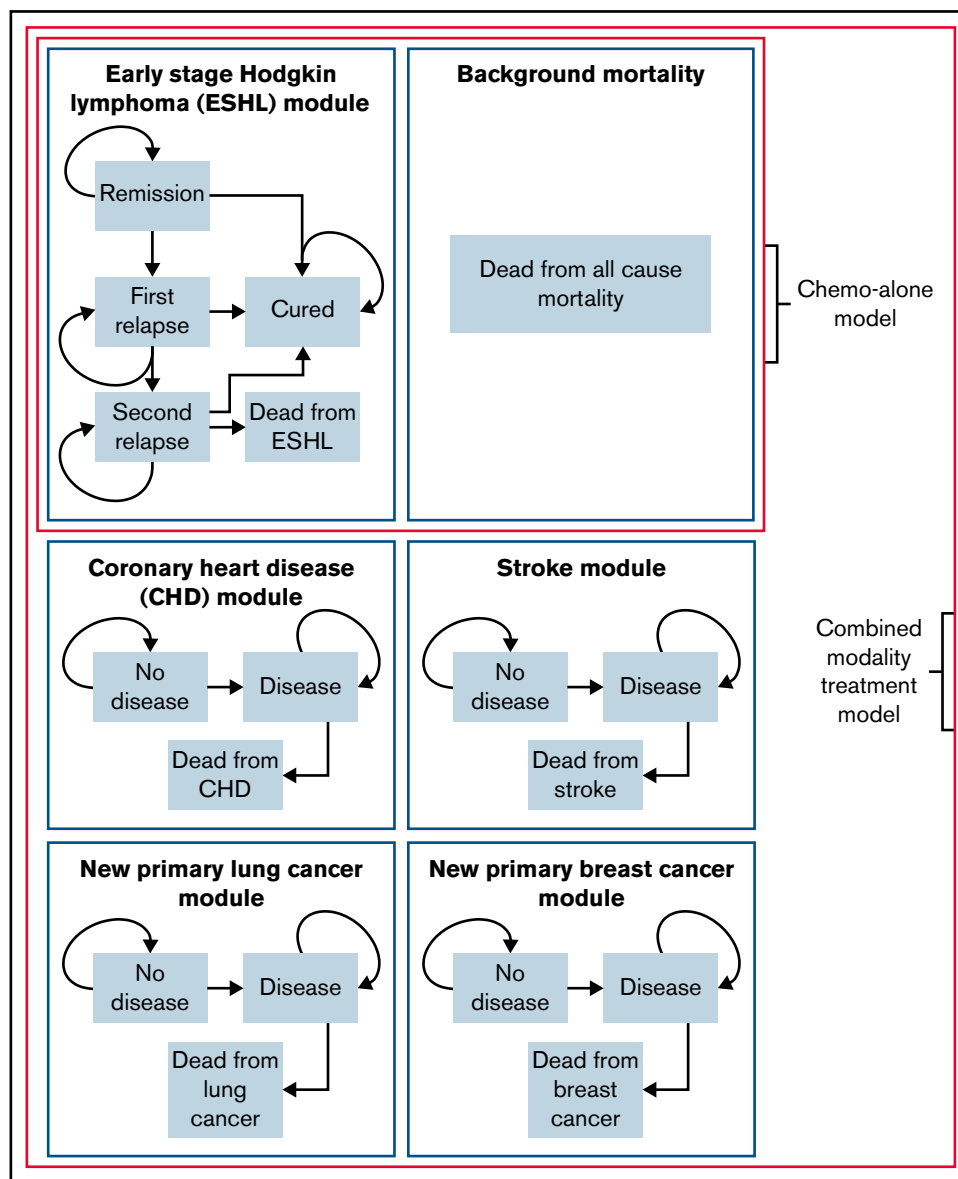 Early stage Hodgkin
lymphoma (ESHL) module
Remission
First
relapse
Cured
Second
relapse
Dead from
ESHL
Background mortality
Dead from all cause
mortality
Chemo-alone
model
Coronary heart disease
(CHD) module
No
disease
Disease
Dead from
CHD
Stroke module
No
disease
Disease
Dead from
stroke
Combined
modality
treatment
model
New primary lung cancer
module
No
disease
Disease
Dead from
lung
cancer
New primary breast cancer
module
No
disease
Disease
Dead from
breast
cancer